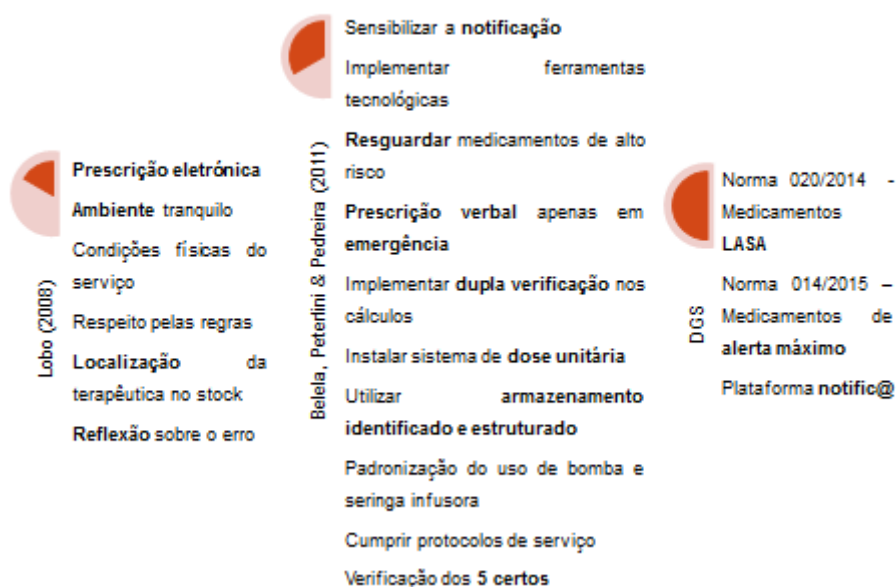 Lobo (2008)
Prescrição eletrónica
Ambiente tranquilo
Condições físicas do
serviço
Respeito pelas regras
Localização da
terapêutica no stock
Reflexão sobre o erro
Belela, Peterlini & Pedreira (2011)
Sensibilizar a notificação
Implementar ferramentas
tecnológicas
Resguardar medicamentos de alto
risco
Prescrição verbal apenas em
emergência
Implementar dupla verificação nos
cálculos
Instalar sistema de dose unitária
Utilizar armazenamento
identificado e estruturado
Padronização do uso de bomba e
seringa infusora
Cumprir protocolos de serviço
Verificação dos 5 certos
DGS
Norma 020/2014 -
Medicamentos
LASA
Norma 014/2015 –
Medicamentos de
alerta máximo
Plataforma notific@